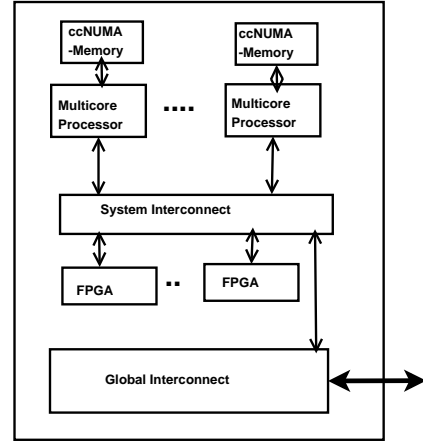 ccNUMA
-Memory
ccNUMA
-Memory
Multicore
Processor
....
Multicore
Processor
System Interconnect
FPGA
..
FPGA
Global Interconnect